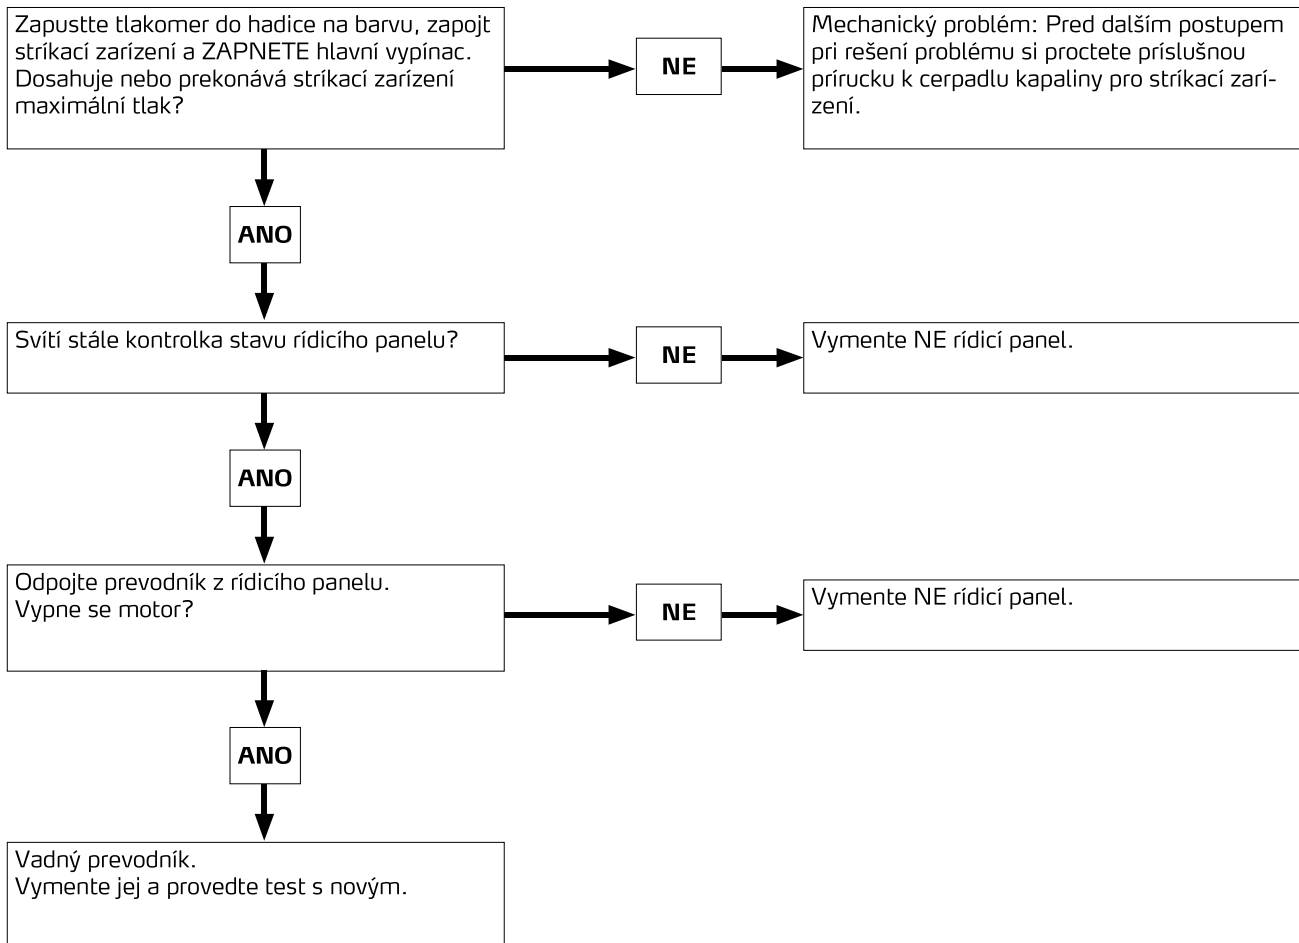 Zapustte tlakomer do hadice na barvu, zapojt
stríkací zarízení a ZAPNETE hlavní vypínac.
Dosahuje nebo prekonává stríkací zarízení
maximální tlak?
NE
Mechanický problém: Pred dalším postupem
pri rešení problému si proctete príslušnou
prírucku k cerpadlu kapaliny pro stríkací zarí-
zení.
ANO
Svítí stále kontrolka stavu rídicího panelu?
NE
Vymente NE rídicí panel.
ANO
Odpojte prevodník z rídicího panelu.
Vypne se motor?
NE
Vymente NE rídicí panel.
ANO
Vadný prevodník.
Vymente jej a provedte test s novým.